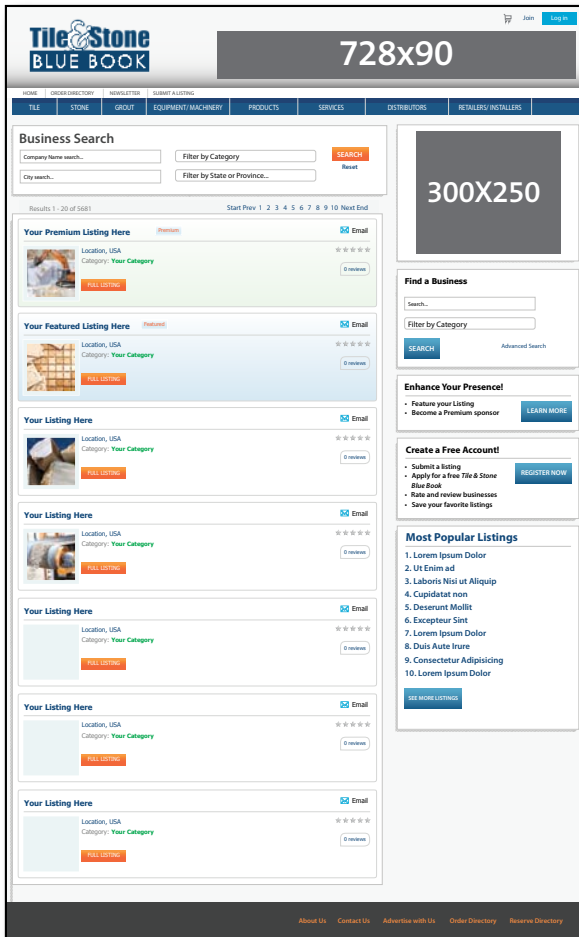 Join
Log in
Tile & Stone
BLUE BOOK
728x90
HOME ORDER DIRECTORY NEWSLETTER SUBMIT A LISTING
TILE STONE GROUT EQUIPMENT/ MACHINERY PRODUCTS SERVICES DISTRIBUTORS RETAILERS/ INSTALLERS
Business Search
Company Name search... Filter by Category SEARCH
Reset
City search... Filter by State or Province...
Results 1 - 20 of 5681 Start Prev 1 2 3 4 5 6 7 8 9 10 Next End
Your Premium Listing Here Premium Email
Location, USA
Category: Your Category
0 reviews
FULL LISTING
Your Featured Listing Here Featured Email
Location, USA
Category: Your Category
0 reviews
FULL LISTING
Your Listing Here Email
Location, USA
Category: Your Category
0 reviews
FULL LISTING
Your Listing Here Email
Location, USA
Category: Your Category
0 reviews
FULL LISTING
Your Listing Here Email
Location, USA
Category: Your Category
0 reviews
FULL LISTING
Your Listing Here Email
Location, USA
Category: Your Category
0 reviews
FULL LISTING
Your Listing Here Email
Location, USA
Category: Your Category
0 reviews
FULL LISTING
300X250
Find a Business
Search...
Filter by Category
SEARCH Advanced Search
Enhance Your Presence!
• Feature your Listing
• Become a Premium sponsor
LEARN MORE
Create a Free Account!
• Submit a listing
• Apply for a free Tile & Stone
Blue Book
• Rate and review businesses
• Save your favorite listings
REGISTER NOW
Most Popular Listings
1. Lorem Ipsum Dolor
2. Ut Enim ad
3. Laboris Nisi ut Aliquip
4. Cupidatat non
5. Deserunt Mollit
6. Excepteur Sint
7. Lorem Ipsum Dolor
8. Duis Aute Irure
9. Consectetur Adipisicing
10. Lorem Ipsum Dolor
SEE MORE LISTINGS
About Us Contact Us Advertise with Us Order Directory Reserve Directory